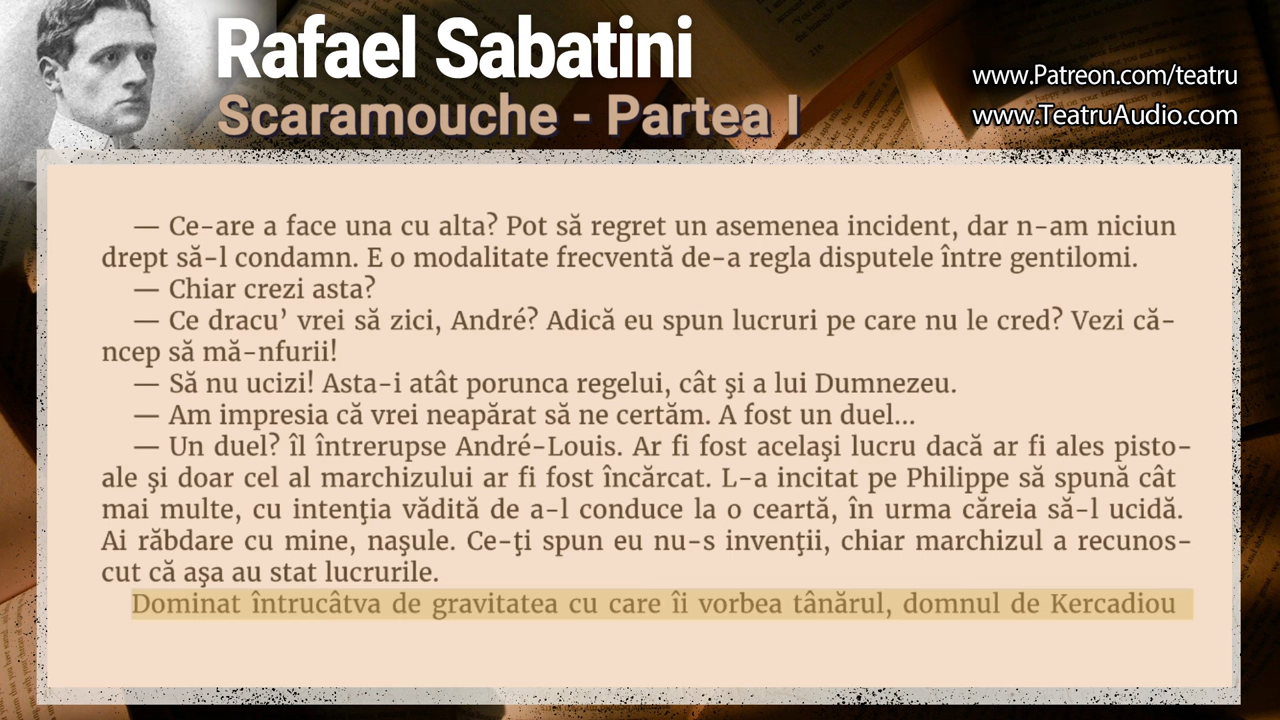 Rafael Sabatini
Scaramouche - Partea I
www.Patreon.com/teatru
www.TeatruAudio.com
— Ce-are a face una cu alta? Pot să regret un asemenea incident, dar n-am niciun
drept să-l condamn. E o modalitate frecventă de-a regla disputele între gentilomi.
— Chiar crezi asta?
— Ce dracu’ vrei să zici, André? Adică eu spun lucruri pe care nu le cred? Vezi că-
ncep să mă-nfurii!
— Să nu ucizi! Asta-i atât porunca regelui, cât şi a lui Dumnezeu.
— Am impresia că vrei neapărat să ne certăm. A fost un duel...
— Un duel? îl întrerupse André-Louis. Ar fi fost acelaşi lucru dacă ar fi ales pisto-
ale şi doar cel al marchizului ar fi fost încărcat. L-a incitat pe Philippe să spună cât
mai multe, cu intenţia vădită de a-l conduce la o ceartă, în urma căreia să-l ucidă.
Ai răbdare cu mine, naşule. Ce-ţi spun eu nu-s invenţii, chiar marchizul a recunos-
cut că aşa au stat lucrurile.
Dominat întrucâtva de gravitatea cu care îi vorbea tânărul, domnul de Kercadiou